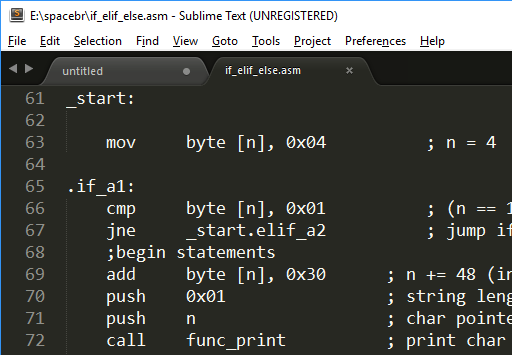 E:\spacebr\if_elif_else.asm - Sublime Text (UNREGISTERED)
File Edit Selection Find View Goto Tools Project Preferences Help
untitled if_elif_else.asm
61 _start:
62
63 mov byte [n], 0x04 ; n = 4
64
65 .if_a1:
66 cmp byte [n], 0x01 ; (n == 1
67 jne _start.elif_a2 ; jump if
68 ;begin statements
69 add byte [n], 0x30 ; n += 48 (in
70 push 0x01 ; string leng
71 push n ; char pointe
72 call func_print ; print char